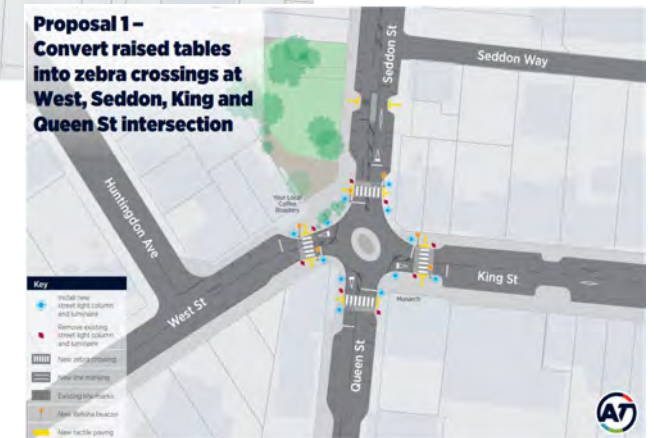 Proposal 1 –
Convert raised tables
into zebra crossings at
West, Seddon, King and
Queen St intersection
Seddon St
Seddon Way
Huntingdon Ave
Your Local
Coffee
Roasters
West St
King St
Monarch
Queen St
Key
Install new
street light column
and luminaire
Remove existing
street light column
and luminaire
New zebra crossing
New line marking
Existing line marks
New Belisha beacon
New tactile paving
AT